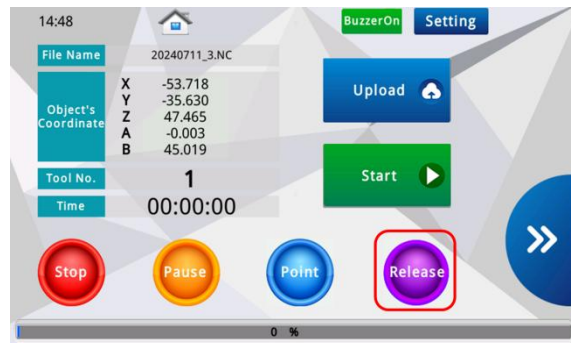 14:48
BuzzerOn
Setting
File Name
20240711_3.NC
Object's
Coordinate
X -53.718
Y -35.630
Z 47.465
A -0.003
B 45.019
Upload
Tool No.
1
Start
Time
00:00:00
Stop
Pause
Point
Release
0 %